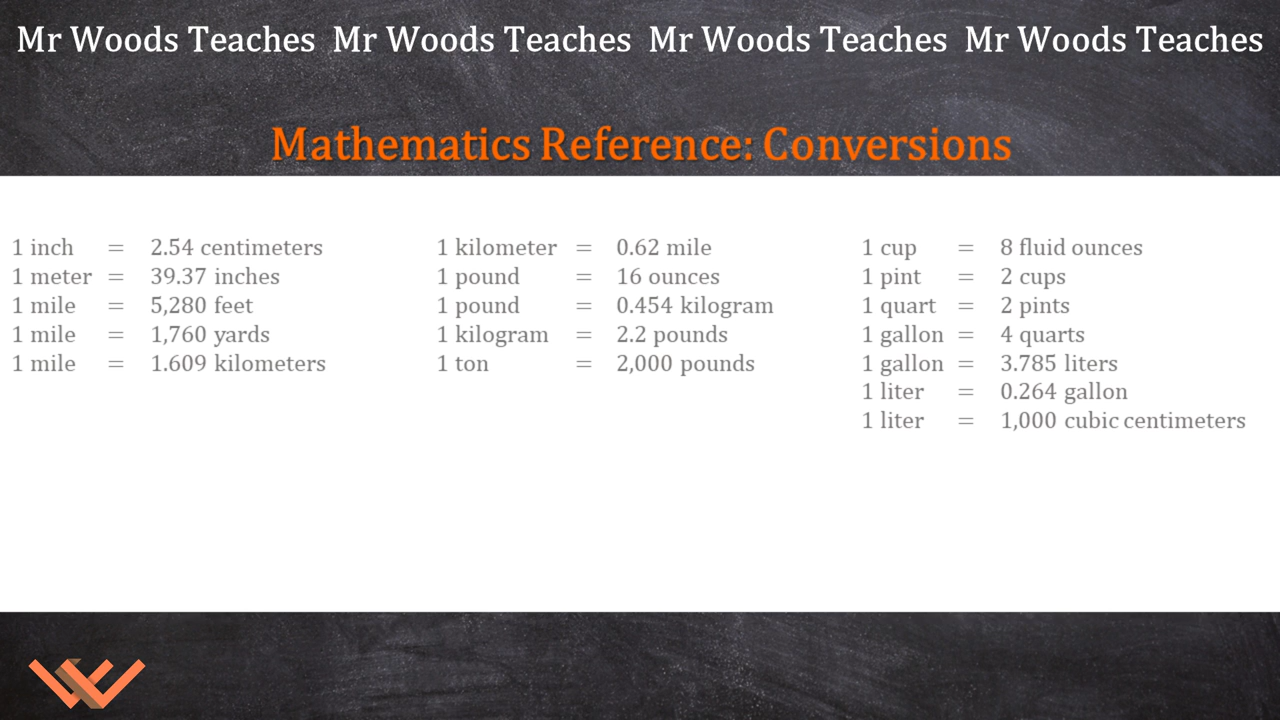 Mr Woods Teaches Mr Woods Teaches Mr Woods Teaches Mr Woods Teaches
Mathematics Reference: Conversions
1 inch = 2.54 centimeters
1 meter = 39.37 inches
1 mile = 5,280 feet
1 mile = 1,760 yards
1 mile = 1.609 kilometers
1 kilometer = 0.62 mile
1 pound = 16 ounces
1 pound = 0.454 kilogram
1 kilogram = 2.2 pounds
1 ton = 2,000 pounds
1 cup = 8 fluid ounces
1 pint = 2 cups
1 quart = 2 pints
1 gallon = 4 quarts
1 gallon = 3.785 liters
1 liter = 0.264 gallon
1 liter = 1,000 cubic centimeters